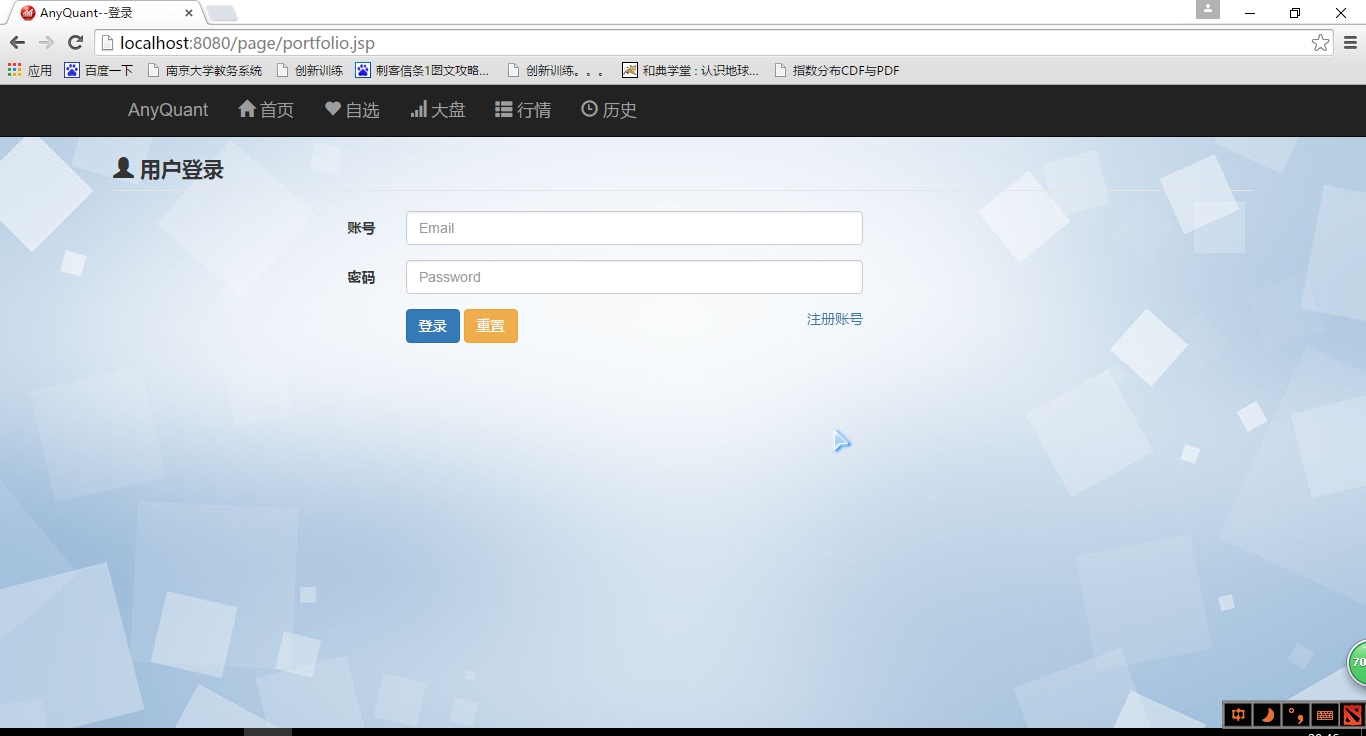 AnyQuant--登录
localhost:8080/page/portfolio.jsp
应用 百度一下 南京大学教务系统 创新训练 刺客信条1图文攻略... 创新训练。。。 和典学堂 : 认识地球... 指数分布CDF与PDF
AnyQuant 首页 自选 大盘 行情 历史
用户登录
账号 Email
密码 Password
登录 重置 注册账号
70
中